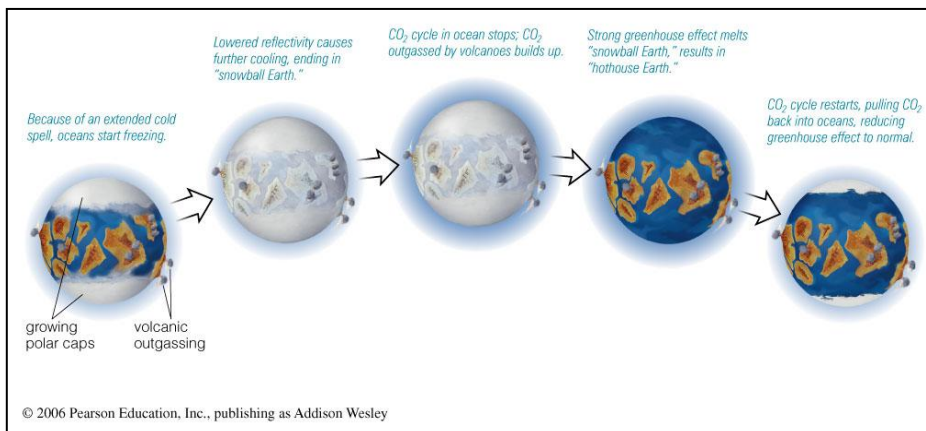 Because of an extended cold
spell, oceans start freezing.
growing
polar caps
volcanic
outgassing
Lowered reflectivity causes
further cooling, ending in
"snowball Earth."
CO₂ cycle in ocean stops; CO₂
outgassed by volcanoes builds up.
Strong greenhouse effect melts
"snowball Earth," results in
"hothouse Earth."
CO₂ cycle restarts, pulling CO₂
back into oceans, reducing
greenhouse effect to normal.
© 2006 Pearson Education, Inc., publishing as Addison Wesley